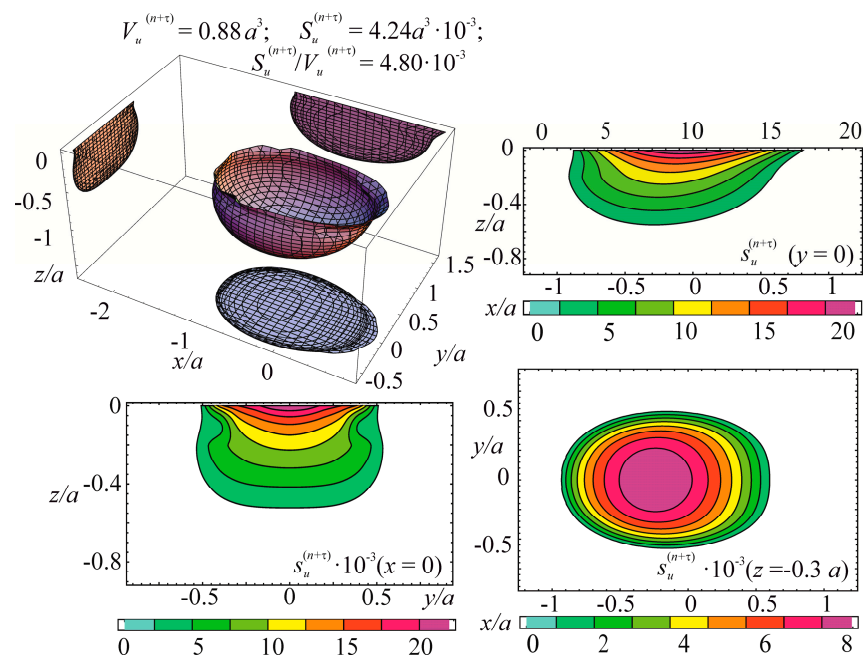 V_u^(n+τ) = 0.88 a³; S_u^(n+τ) = 4.24a³ · 10⁻³;
S_u^(n+τ)/V_u^(n+τ) = 4.80·10⁻³
0
-0.5
-1
z/a
-2
-1
x/a
0
-0.5
0
0.5
1
1.5
y/a
0 5 10 15 20
0
-0.4
-0.8
z/a
s_u^(n+τ) (y = 0)
-1 -0.5 0 0.5 1
x/a
0 5 10 15 20
0
-0.4
-0.8
z/a
s_u^(n+τ) · 10⁻³(x = 0)
-0.5 0 0.5 y/a
0 5 10 15 20
0.5
y/a
0
-0.5
s_u^(n+τ) · 10⁻³(z =-0.3 a)
-1 -0.5 0 0.5 1
x/a
0 2 4 6 8